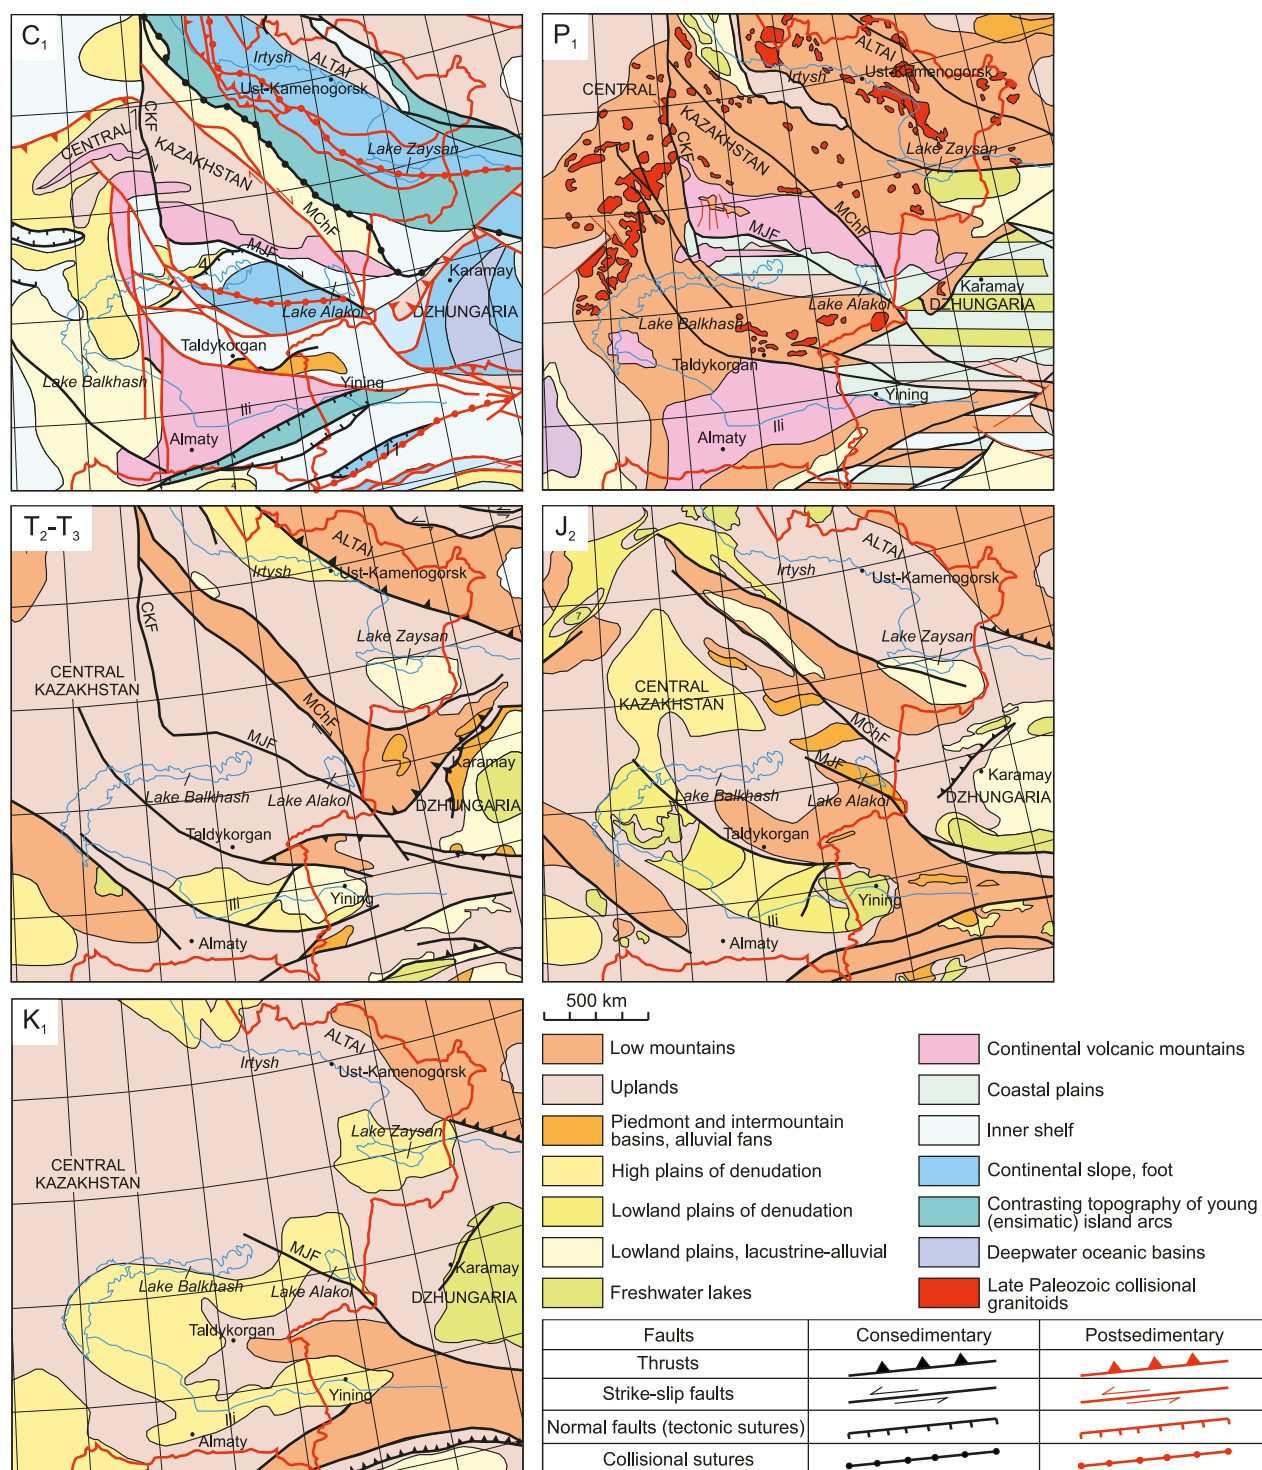 C1
Irtysh
ALTAI
Ust-Kamenogorsk
CKF
CENTRAL
KAZAKHSTAN
Lake Zaysan
MChF
MJF
4
Karamay
DZHUNGARIA
Lake Alakol
Taldykorgan
Lake Balkhash
Yining
Ili
Almaty
11
4
P1
ALTAI
Irtysh
Ust-Kamenogorsk
CENTRAL
KAZAKHSTAN
CKF
Lake Zaysan
MChF
MJF
Karamay
DZHUNGARIA
Lake Alakol
Lake Balkhash
Taldykorgan
Yining
Ili
Almaty
T2-T3
ALTAI
Irtysh
Ust-Kamenogorsk
CKF
Lake Zaysan
CENTRAL
KAZAKHSTAN
MChF
MJF
Karamay
Lake Balkhash
Lake Alakol
DZHUNGARIA
Taldykorgan
Ili
Yining
Almaty
J2
ALTAI
Irtysh
Ust-Kamenogorsk
7
Lake Zaysan
CENTRAL
KAZAKHSTAN
MChF
MJF
Karamay
Lake Balkhash
Lake Alakol
DZHUNGARIA
Taldykorgan
Yining
Ili
Almaty
K1
ALTAI
Irtysh
Ust-Kamenogorsk
Lake Zaysan
CENTRAL
KAZAKHSTAN
MJF
Karamay
Lake Balkhash
Lake Alakol
DZHUNGARIA
Taldykorgan
Yining
Ili
Almaty
500 km
Low mountains
Uplands
Piedmont and intermountain
basins, alluvial fans
High plains of denudation
Lowland plains of denudation
Lowland plains, lacustrine-alluvial
Freshwater lakes
Continental volcanic mountains
Coastal plains
Inner shelf
Continental slope, foot
Contrasting topography of young
(ensimatic) island arcs
Deepwater oceanic basins
Late Paleozoic collisional
granitoids
Faults Consedimentary Postsedimentary
Thrusts
Strike-slip faults
Normal faults (tectonic sutures)
Collisional sutures